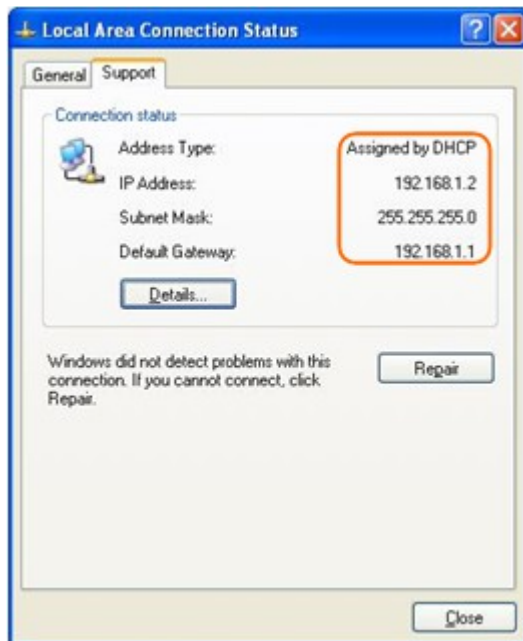 Local Area Connection Status
General Support
Connection status
Address Type: Assigned by DHCP
IP Address: 192.168.1.2
Subnet Mask: 255.255.255.0
Default Gateway: 192.168.1.1
Details...
Windows did not detect problems with this
connection. If you cannot connect, click
Repair.
Repair
Close